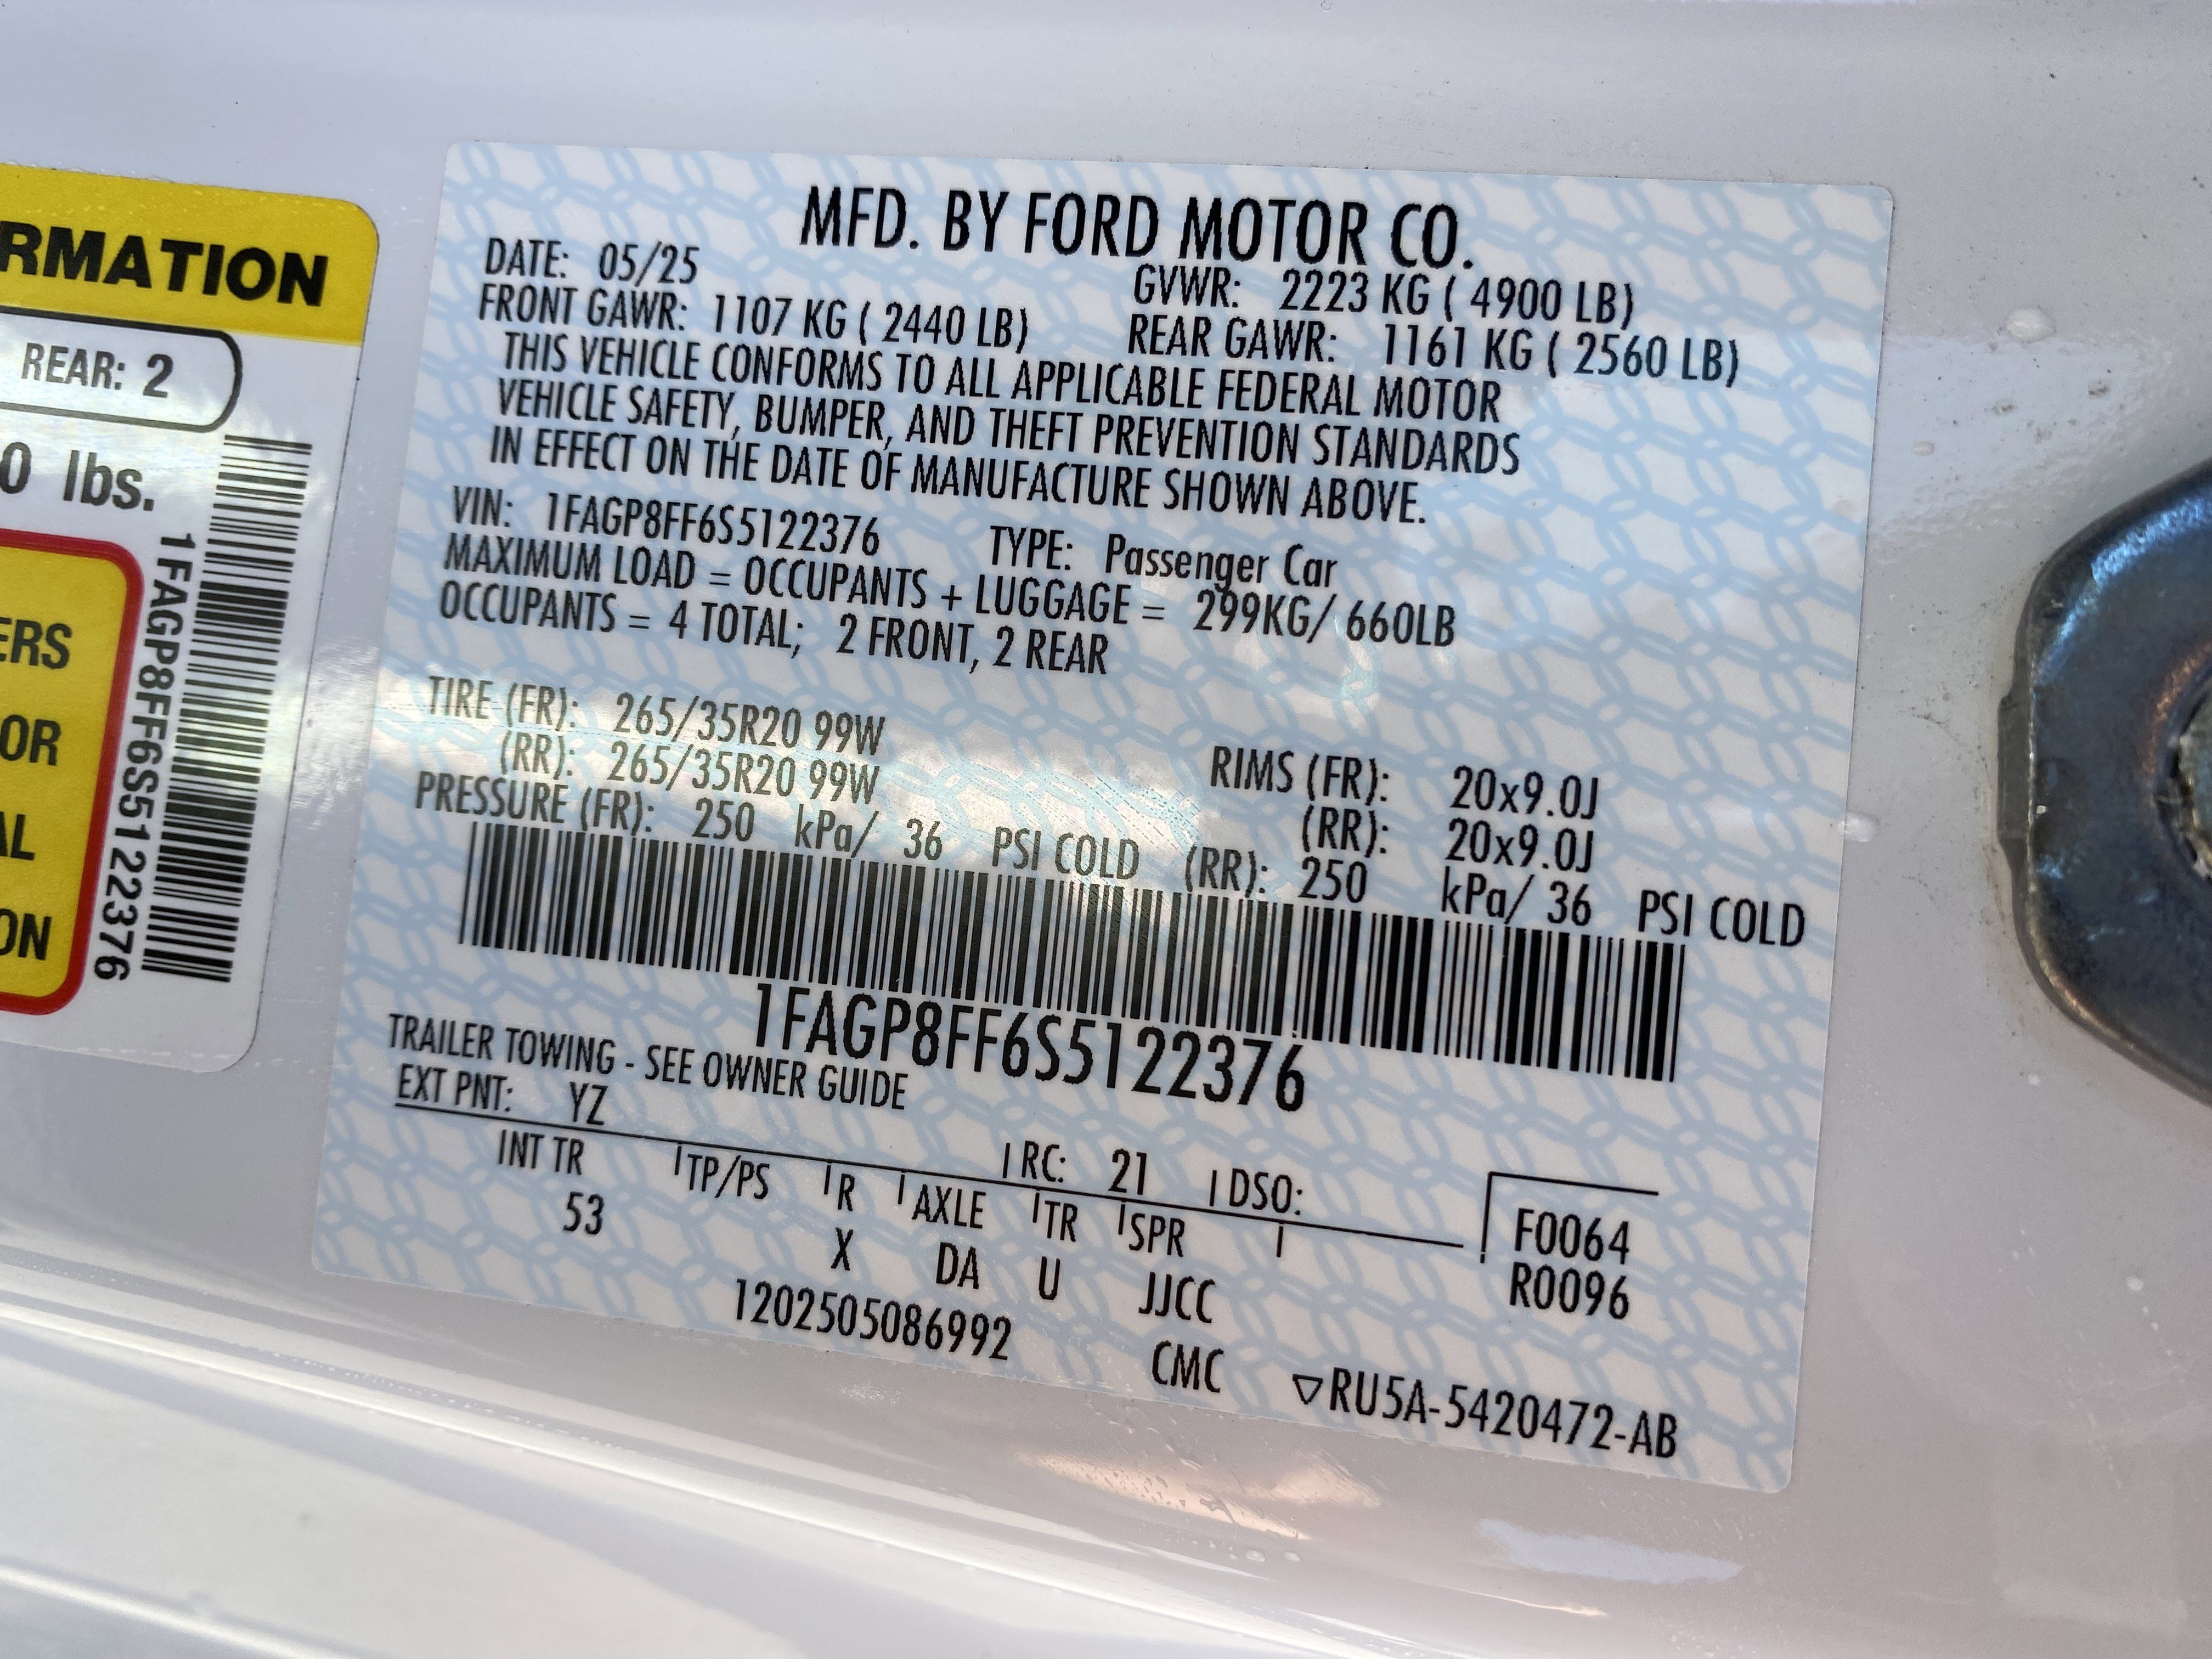 RMATION
REAR: 2
0 lbs.
ERS
OR
AL
ON
1FAGP8FF6S5122376
MFD. BY FORD MOTOR CO.
DATE: 05/25 GVWR: 2223 KG ( 4900 LB)
FRONT GAWR: 1107 KG ( 2440 LB) REAR GAWR: 1161 KG ( 2560 LB)
THIS VEHICLE CONFORMS TO ALL APPLICABLE FEDERAL MOTOR
VEHICLE SAFETY, BUMPER, AND THEFT PREVENTION STANDARDS
IN EFFECT ON THE DATE OF MANUFACTURE SHOWN ABOVE.
VIN: 1FAGP8FF6S5122376 TYPE: Passenger Car
MAXIMUM LOAD = OCCUPANTS + LUGGAGE = 299KG/ 660LB
OCCUPANTS = 4 TOTAL; 2 FRONT, 2 REAR
TIRE (FR): 265/35R20 99W RIMS (FR): 20x9.0J
(RR): 265/35R20 99W (RR): 20x9.0J
PRESSURE (FR): 250 kPa/ 36 PSI COLD (RR): 250 kPa/ 36 PSI COLD
1FAGP8FF6S5122376
TRAILER TOWING - SEE OWNER GUIDE
EXT PNT: YZ RC: 21 DSO:
INT TR TP/PS R AXLE TR SPR F0064
53 X DA U JJCC R0096
1202505086992 CMC ▽RU5A-5420472-AB